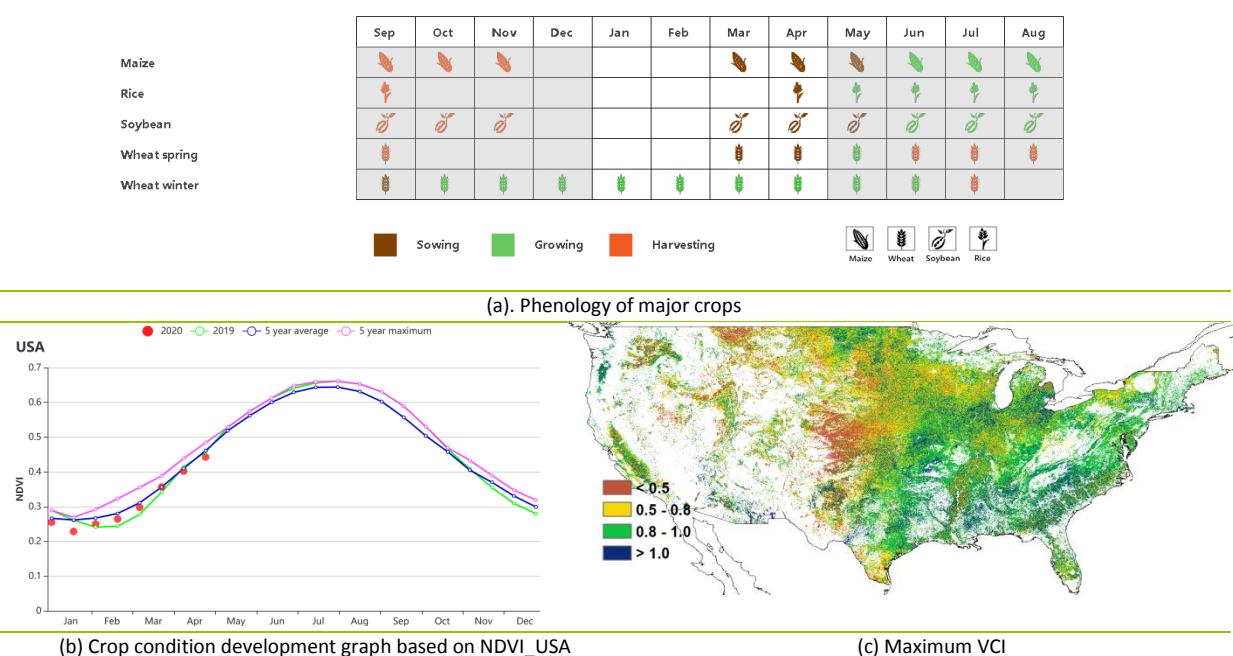 Sep Oct Nov Dec Jan Feb Mar Apr May Jun Jul Aug
Maize
Rice
Soybean
Wheat spring
Wheat winter
Sowing Growing Harvesting
Maize Wheat Soybean Rice
(a). Phenology of major crops
2020 2019 5 year average 5 year maximum
USA
0.7
0.6
0.5
0.4
0.3
0.2
0.1
0
NDVI
Jan Feb Mar Apr May Jun Jul Aug Sep Oct Nov Dec
< 0.5
0.5 - 0.8
0.8 - 1.0
> 1.0
(b) Crop condition development graph based on NDVI_USA
(c) Maximum VCI